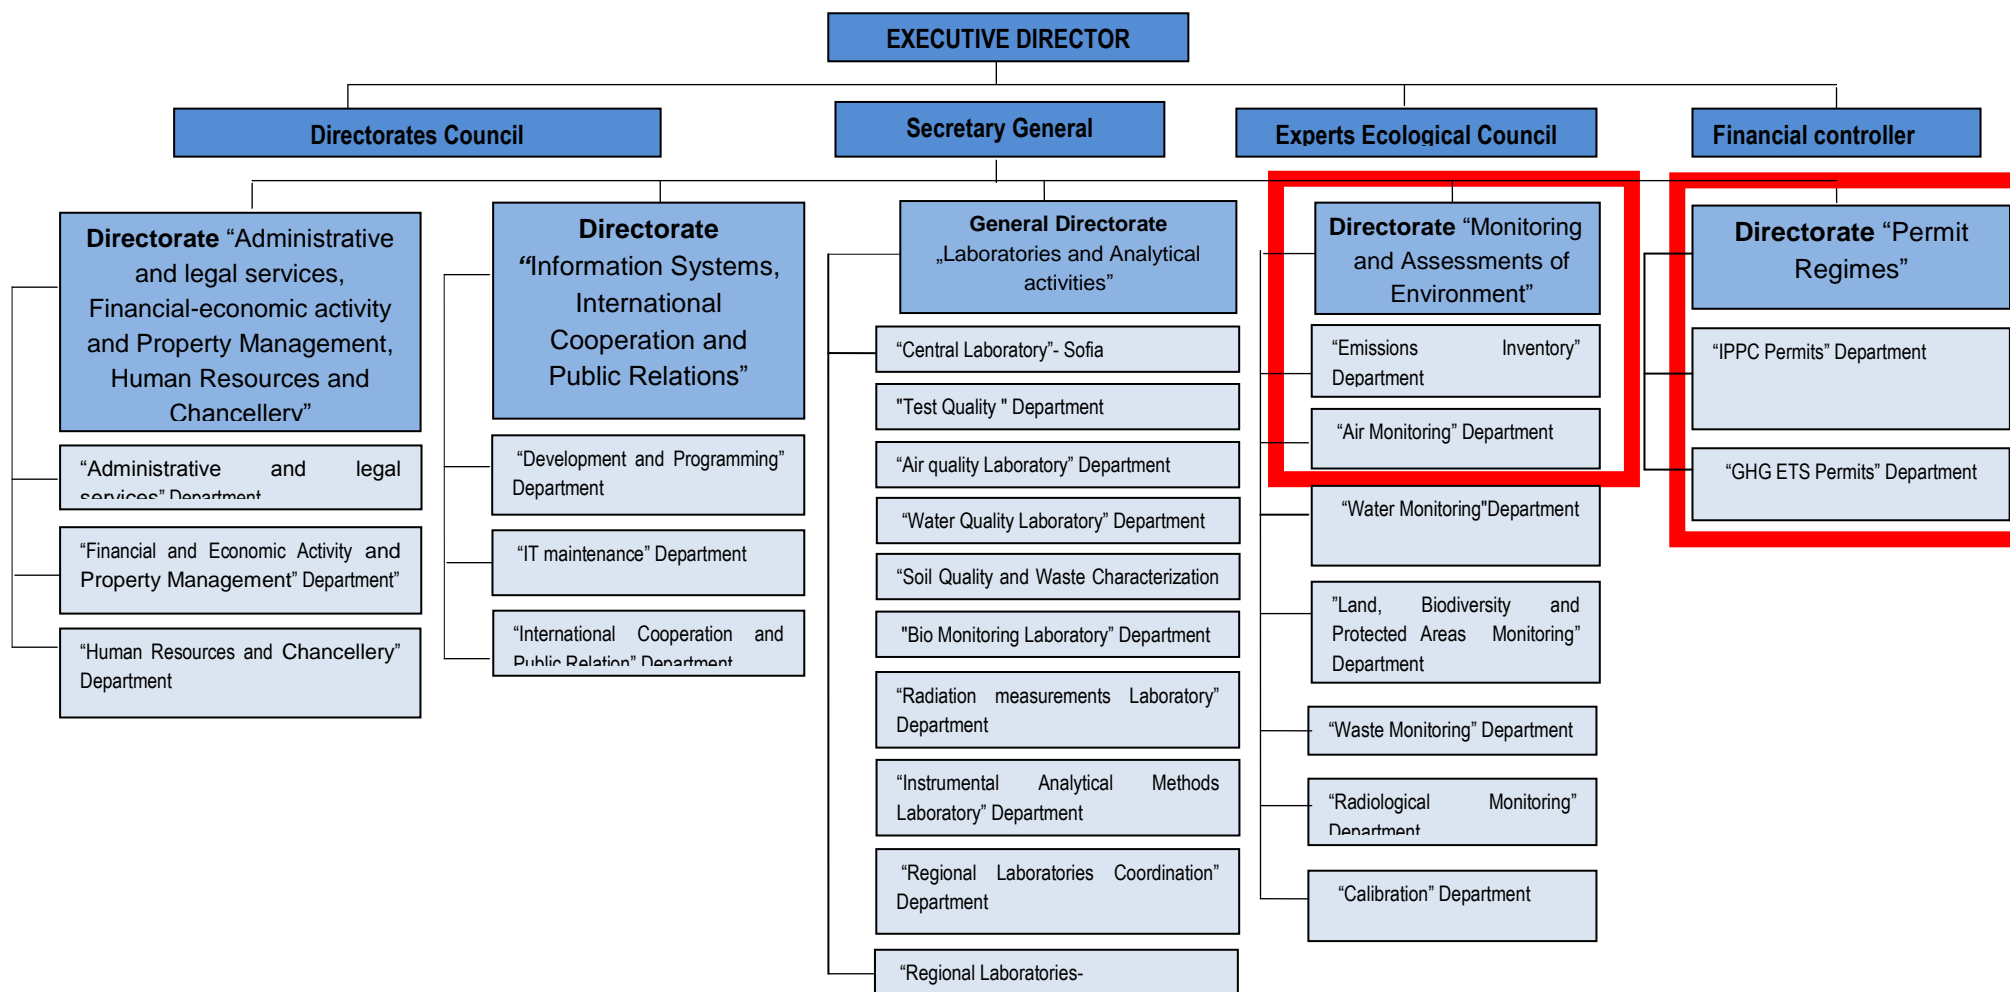 EXECUTIVE DIRECTOR
Directorates Council
Secretary General
Experts Ecological Council
Financial controller
Directorate “Administrative
and legal services,
Financial-economic activity
and Property Management,
Human Resources and
Chancellery”
“Administrative and legal
services” Department
“Financial and Economic Activity and
Property Management” Department”
“Human Resources and Chancellery”
Department
Directorate
“Information Systems,
International
Cooperation and
Public Relations”
“Development and Programming”
Department
“IT maintenance” Department
“International Cooperation and
Public Relation” Department
General Directorate
„Laboratories and Analytical
activities”
“Central Laboratory”- Sofia
"Test Quality " Department
“Air quality Laboratory” Department
“Water Quality Laboratory” Department
“Soil Quality and Waste Characterization
"Bio Monitoring Laboratory” Department
“Radiation measurements Laboratory”
Department
“Instrumental Analytical Methods
Laboratory” Department
“Regional Laboratories Coordination”
Department
“Regional Laboratories-
Directorate “Monitoring
and Assessments of
Environment”
“Emissions Inventory”
Department
“Air Monitoring” Department
“Water Monitoring"Department
”Land, Biodiversity and
Protected Areas Monitoring”
Department
“Waste Monitoring” Department
“Radiological Monitoring”
Department
“Calibration” Department
Directorate “Permit
Regimes”
“IPPC Permits” Department
“GHG ETS Permits” Department